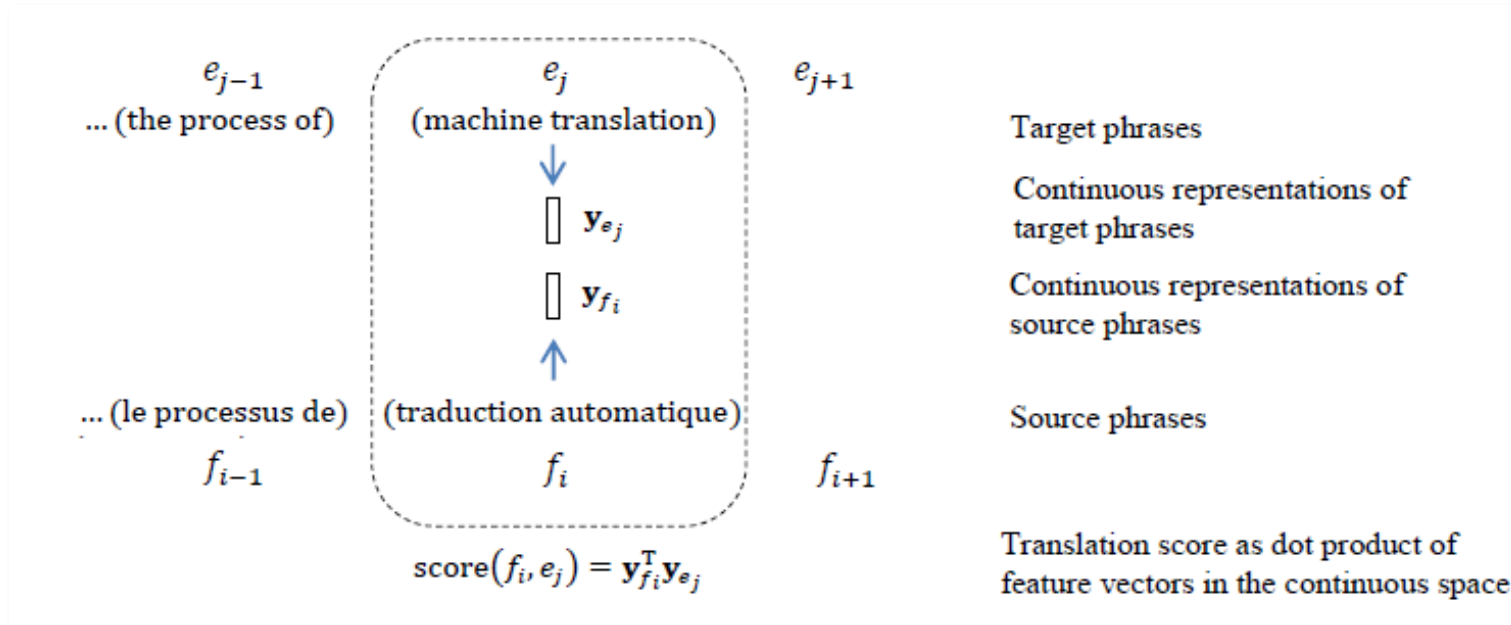 e_{j−1} e_j e_{j+1}
... (the process of) (machine translation) Target phrases
Continuous representations of
target phrases
y_{e_j}
Continuous representations of
source phrases
y_{f_i}
... (le processus de) (traduction automatique) Source phrases
f_{i−1} f_i f_{i+1}
score(f_i, e_j) = y_{f_i}^T y_{e_j}
Translation score as dot product of
feature vectors in the continuous space